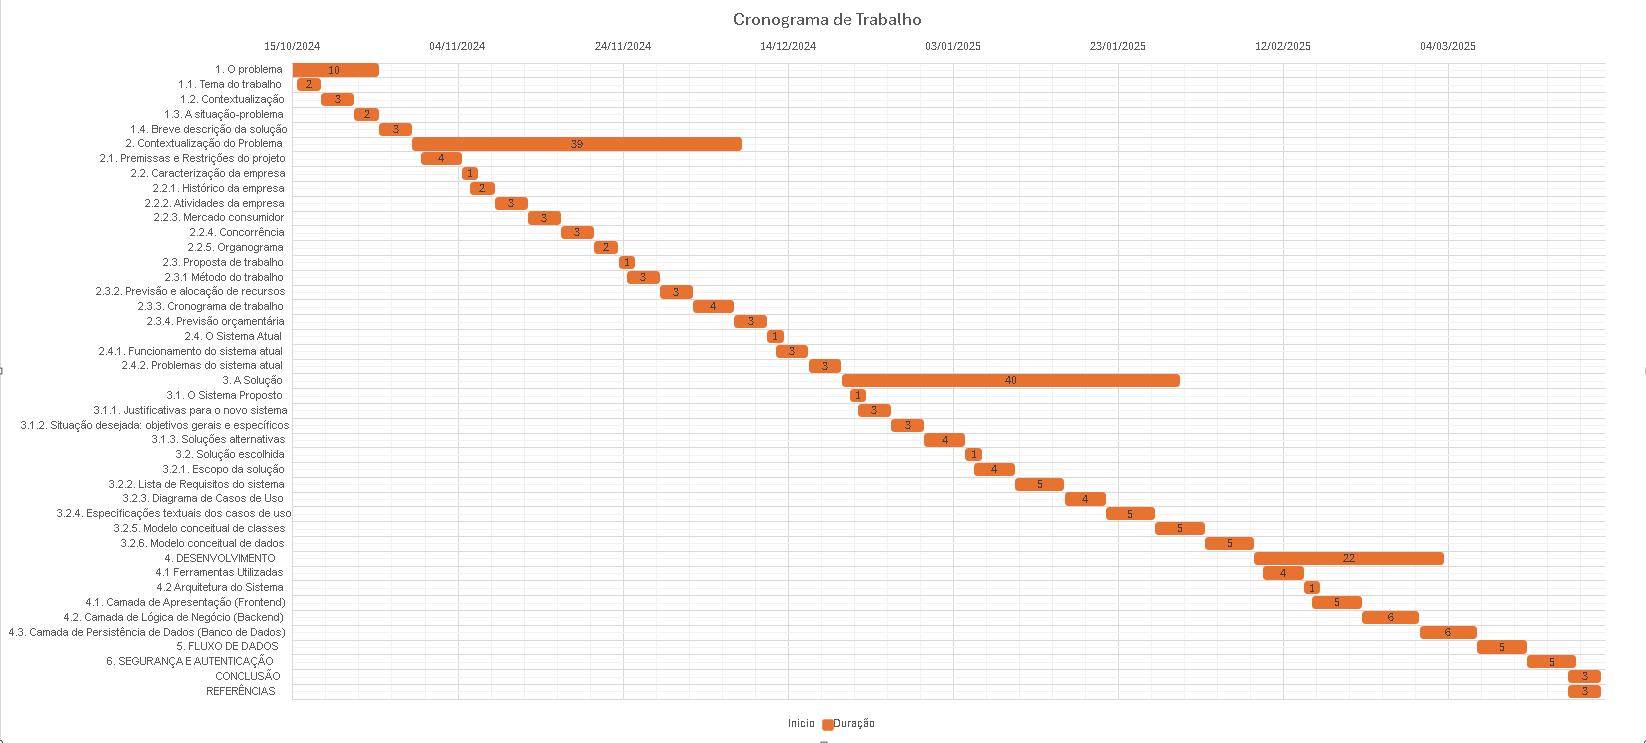 Cronograma de Trabalho
15/10/2024 04/11/2024 24/11/2024 14/12/2024 03/01/2025 23/01/2025 12/02/2025 04/03/2025
1. O problema 10
1.1. Tema do trabalho 2
1.2. Contextualização 3
1.3. A situação-problema 2
1.4. Breve descrição da solução 3
2. Contextualização do Problema 39
2.1. Premissas e Restrições do projeto 4
2.2. Caracterização da empresa 1
2.2.1. Histórico da empresa 2
2.2.2. Atividades da empresa 3
2.2.3. Mercado consumidor 3
2.2.4. Concorrência 3
2.2.5. Organograma 2
2.3. Proposta de trabalho 1
2.3.1 Método do trabalho 3
2.3.2. Previsão e alocação de recursos 3
2.3.3. Cronograma de trabalho 4
2.3.4. Previsão orçamentária 3
2.4. O Sistema Atual 1
2.4.1. Funcionamento do sistema atual 3
2.4.2. Problemas do sistema atual 3
3. A Solução 40
3.1. O Sistema Proposto 1
3.1.1. Justificativas para o novo sistema 3
3.1.2. Situação desejada: objetivos gerais e específicos 3
3.1.3. Soluções alternativas 4
3.2. Solução escolhida 1
3.2.1. Escopo da solução 4
3.2.2. Lista de Requisitos do sistema 5
3.2.3. Diagrama de Casos de Uso 4
3.2.4. Especificações textuais dos casos de uso 5
3.2.5. Modelo conceitual de classes 5
3.2.6. Modelo conceitual de dados 5
4. DESENVOLVIMENTO 22
4.1 Ferramentas Utilizadas 4
4.2 Arquitetura do Sistema 1
4.1. Camada de Apresentação (Frontend) 5
4.2. Camada de Lógica de Negócio (Backend) 6
4.3. Camada de Persistência de Dados (Banco de Dados) 6
5. FLUXO DE DADOS 5
6. SEGURANÇA E AUTENTICAÇÃO 5
CONCLUSÃO 3
REFERÊNCIAS 3
Inicio Duração